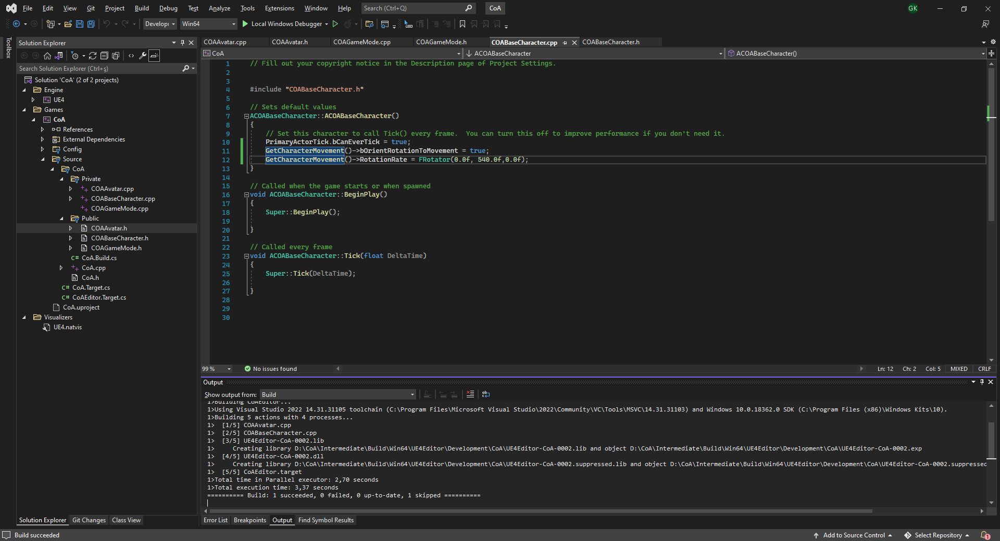 File Edit View Git Project Build Debug Test Analyze Tools Extensions Window Help Search (Ctrl+Q) CoA GK
Develop Win64 Local Windows Debugger
Toolbox
Solution Explorer
Search Solution Explorer (Ctrl+ş)
Solution 'CoA' (2 of 2 projects)
Engine
UE4
Games
CoA
References
External Dependencies
Config
Source
CoA
Private
COAAvatar.cpp
COABaseCharacter.cpp
COAGameMode.cpp
Public
COAAvatar.h
COABaseCharacter.h
COAGameMode.h
C# CoA.Build.cs
CoA.cpp
CoA.h
C# CoA.Target.cs
C# CoAEditor.Target.cs
CoA.uproject
Visualizers
UE4.natvis
Solution Explorer Git Changes Class View
COAAvatar.cpp COAAvatar.h COAGameMode.cpp COAGameMode.h COABaseCharacter.cpp COABaseCharacter.h
CoA ACOABaseCharacter ACOABaseCharacter()
1 // Fill out your copyright notice in the Description page of Project Settings.
2
3
4 #include "COABaseCharacter.h"
5
6 // Sets default values
7 ACOABaseCharacter::ACOABaseCharacter()
8 {
9 // Set this character to call Tick() every frame.  You can turn this off to improve performance if you don't need it.
10 PrimaryActorTick.bCanEverTick = true;
11 GetCharacterMovement()->bOrientRotationToMovement = true;
12 GetCharacterMovement()->RotationRate = FRotator(0.0f, 540.0f,0.0f);
13 }
14
15 // Called when the game starts or when spawned
16 void ACOABaseCharacter::BeginPlay()
17 {
18 Super::BeginPlay();
19
20 }
21
22 // Called every frame
23 void ACOABaseCharacter::Tick(float DeltaTime)
24 {
25 Super::Tick(DeltaTime);
26
27 }
28
29
30
99 % No issues found Ln: 12 Ch: 2 Col: 5 MIXED CRLF
Output
Show output from: Build
1>Building CoAEditor...
1>Using Visual Studio 2022 14.31.31105 toolchain (C:\Program Files\Microsoft Visual Studio\2022\Community\VC\Tools\MSVC\14.31.31103) and Windows 10.0.18362.0 SDK (C:\Program Files (x86)\Windows Kits\10).
1>Building 5 actions with 4 processes...
1>  [1/5] COAAvatar.cpp
1>  [2/5] COABaseCharacter.cpp
1>  [3/5] UE4Editor-CoA-0002.lib
1>     Creating library D:\CoA\Intermediate\Build\Win64\UE4Editor\Development\CoA\UE4Editor-CoA-0002.lib and object D:\CoA\Intermediate\Build\Win64\UE4Editor\Development\CoA\UE4Editor-CoA-0002.exp
1>  [4/5] UE4Editor-CoA-0002.dll
1>     Creating library D:\CoA\Intermediate\Build\Win64\UE4Editor\Development\CoA\UE4Editor-CoA-0002.suppressed.lib and object D:\CoA\Intermediate\Build\Win64\UE4Editor\Development\CoA\UE4Editor-CoA-0002.suppressed
1>  [5/5] CoAEditor.target
1>Total time in Parallel executor: 2,70 seconds
1>Total execution time: 3,37 seconds
========== Build: 1 succeeded, 0 failed, 0 up-to-date, 1 skipped ==========
Error List Breakpoints Output Find Symbol Results
Build succeeded Add to Source Control Select Repository 1